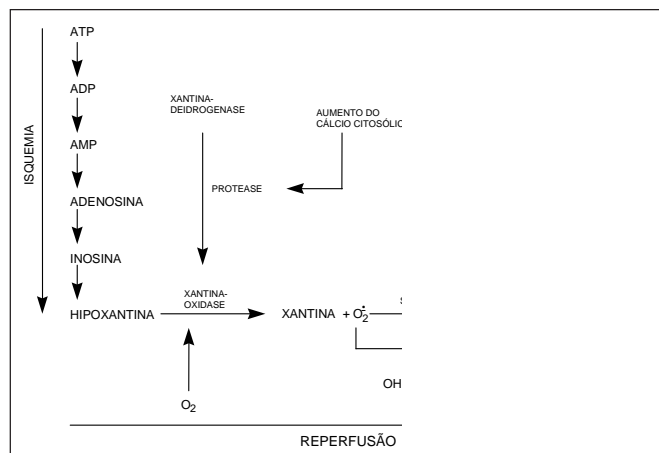 ATP
ADP
XANTINA-
DEIDROGENASE
AUMENTO DO
CÁLCIO CITOSÓLIC
ISQUEMIA
AMP
PROTEASE
ADENOSINA
INOSINA
XANTINA-
OXIDASE
HIPOXANTINA
XANTINA + O₂∸
OH
O₂
REPERFUSÃO